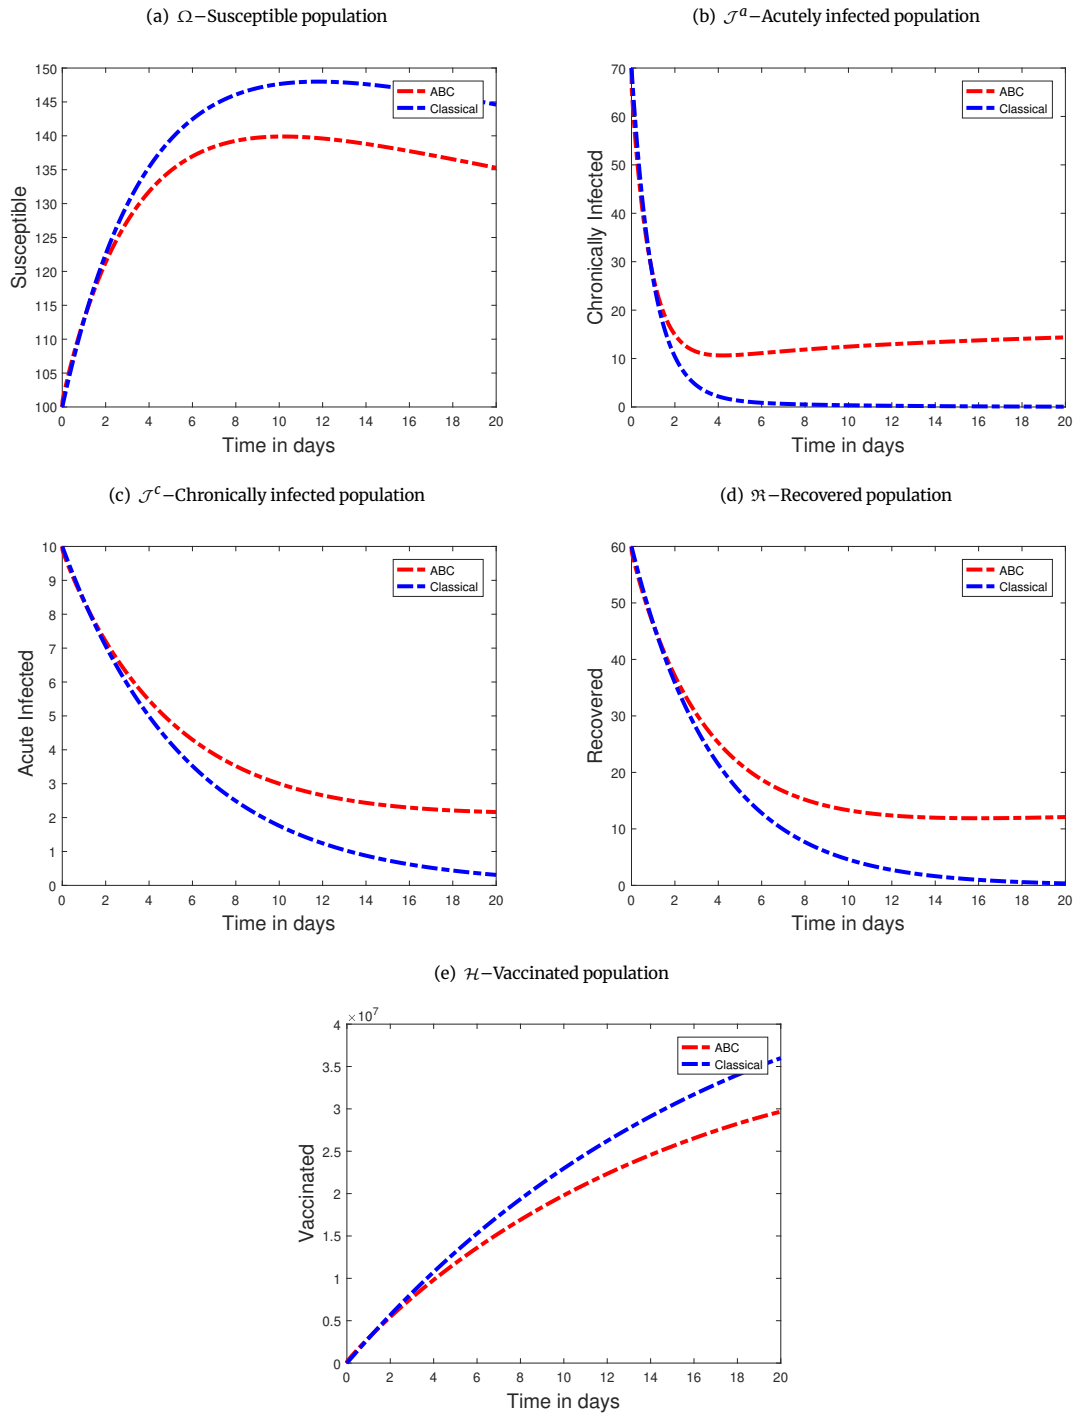 (a) Ω–Susceptible population
(b) 𝒥ᵃ–Acutely infected population
150
145
140
135
130
125
120
115
110
105
100
0 2 4 6 8 10 12 14 16 18 20
Susceptible
Time in days
ABC
Classical
70
60
50
40
30
20
10
0
0 2 4 6 8 10 12 14 16 18 20
Chronically Infected
Time in days
ABC
Classical
(c) 𝒥ᶜ–Chronically infected population
(d) ℜ–Recovered population
10
9
8
7
6
5
4
3
2
1
0
0 2 4 6 8 10 12 14 16 18 20
Acute Infected
Time in days
ABC
Classical
60
50
40
30
20
10
0
0 2 4 6 8 10 12 14 16 18 20
Recovered
Time in days
ABC
Classical
(e) ℋ–Vaccinated population
×10⁷
4
3.5
3
2.5
2
1.5
1
0.5
0
0 2 4 6 8 10 12 14 16 18 20
Vaccinated
Time in days
ABC
Classical